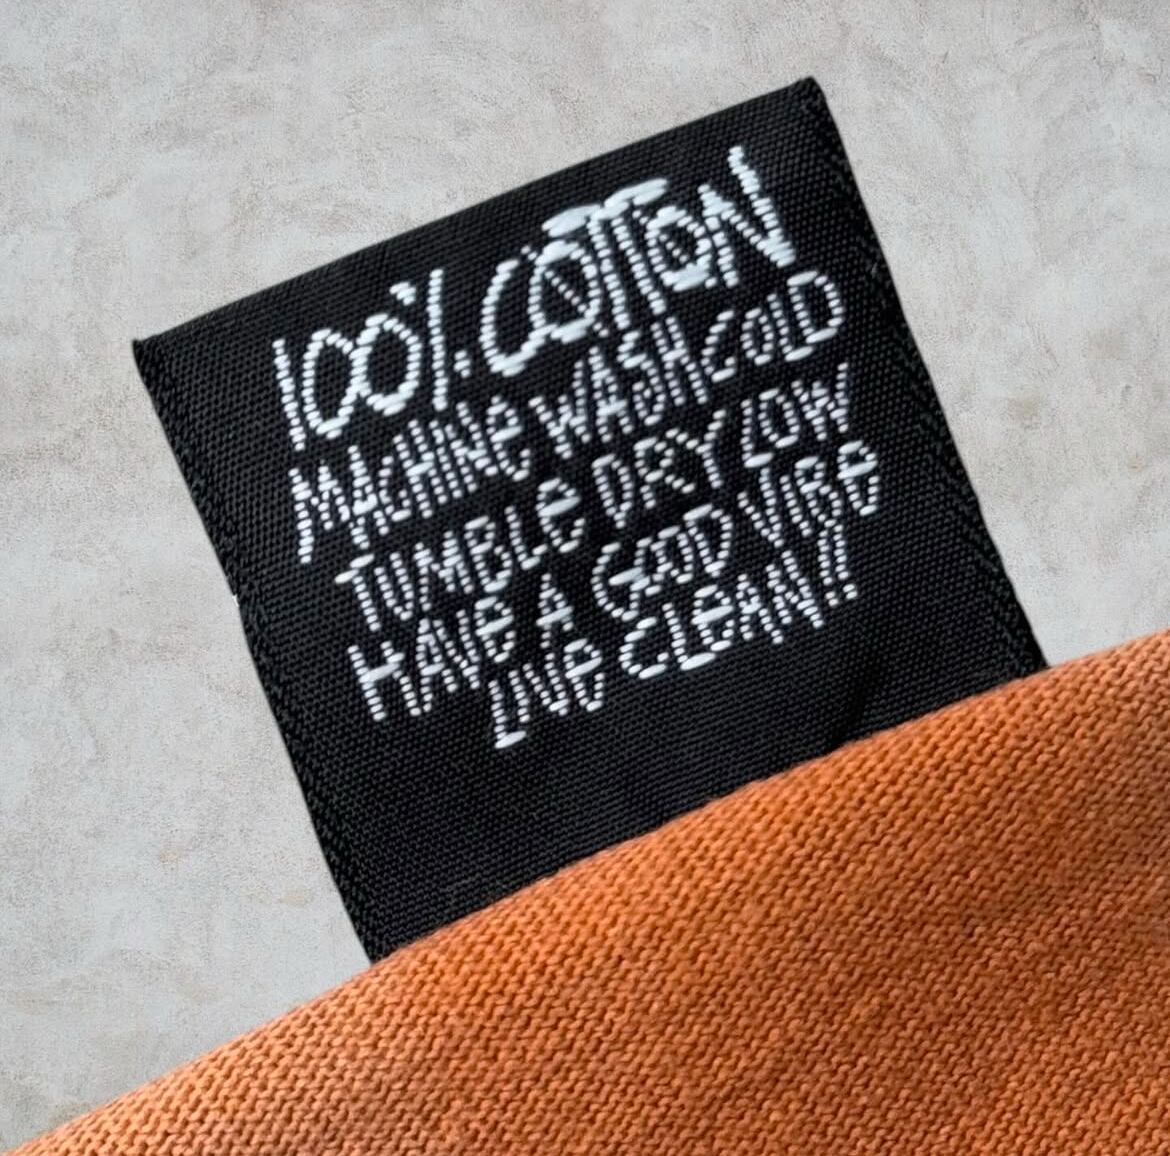 100% COTTON
MACHINe WASH COLD
TUMBLe DRY LOW
HAVe A GOOD VIBe
LIVe CLeAN!!